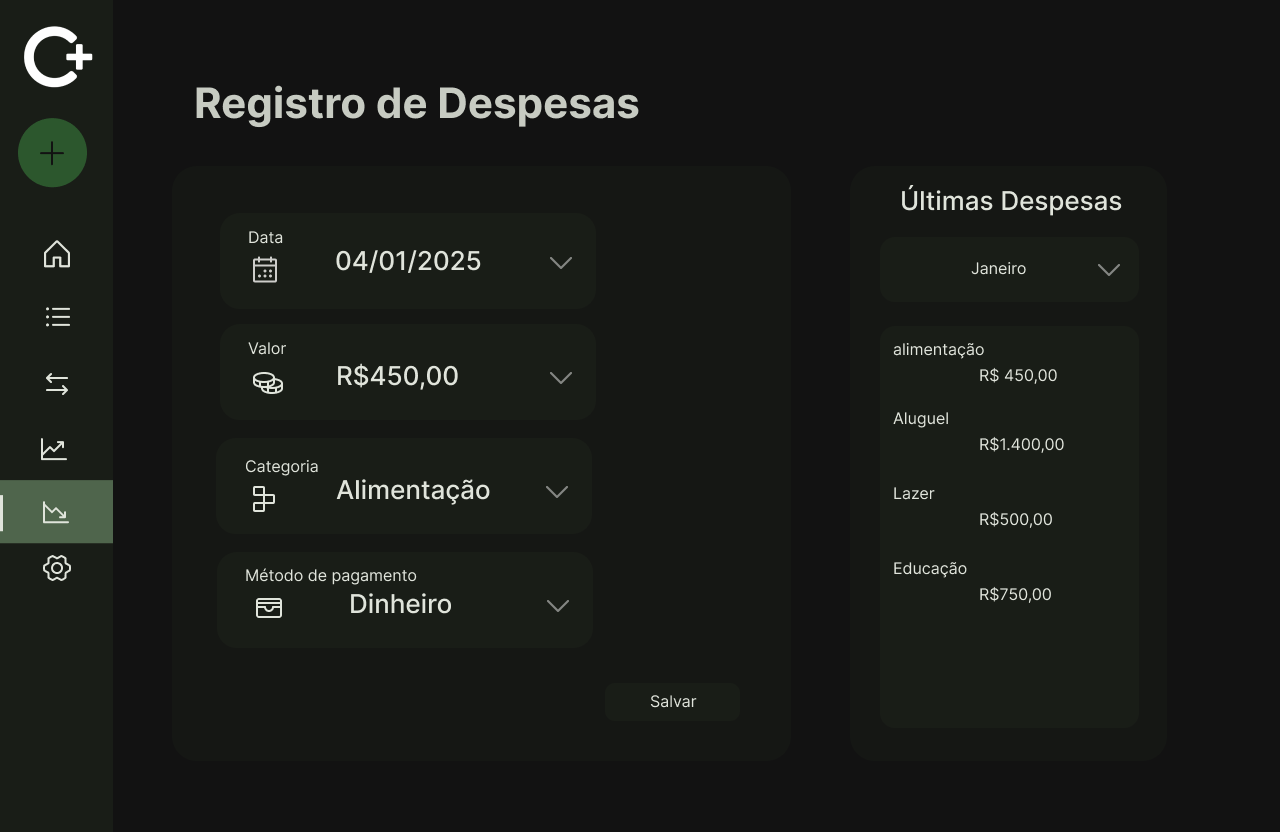 C+
Registro de Despesas
Data
04/01/2025
Valor
R$450,00
Categoria
Alimentação
Método de pagamento
Dinheiro
Salvar
Últimas Despesas
Janeiro
alimentação
R$ 450,00
Aluguel
R$1.400,00
Lazer
R$500,00
Educação
R$750,00